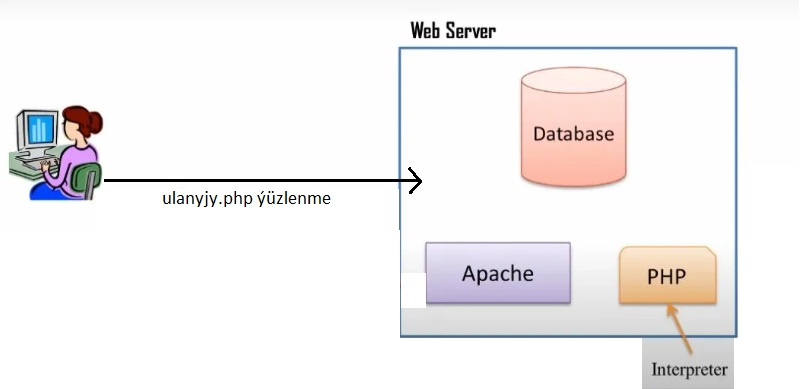 Web Server
Database
ulanyjy.php ýüzlenme
Apache
PHP
Interpreter